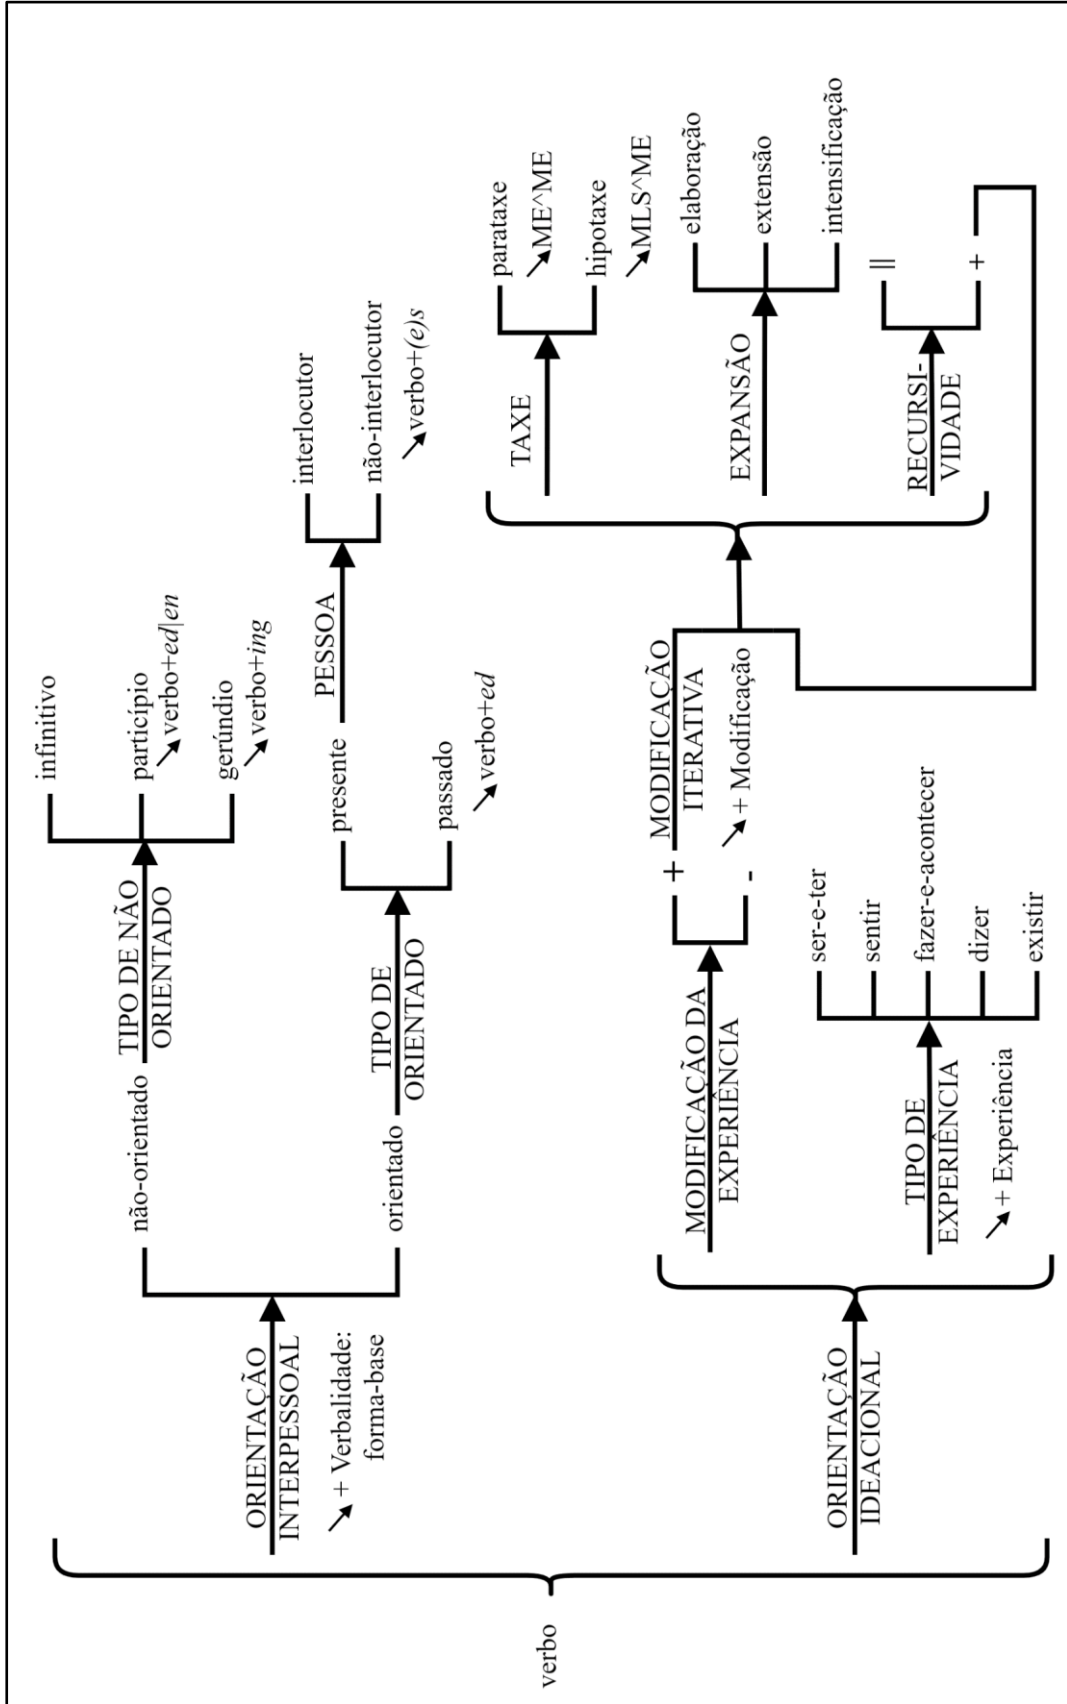 verbo
ORIENTAÇÃO
INTERPESSOAL
+ Verbalidade:
forma-base
não-orientado
TIPO DE NÃO
ORIENTADO
infinitivo
particípio
verbo+ed|en
gerúndio
verbo+ing
orientado
TIPO DE
ORIENTADO
presente
PESSOA
interlocutor
não-interlocutor
verbo+(e)s
passado
verbo+ed
ORIENTAÇÃO
IDEACIONAL
MODIFICAÇÃO DA
EXPERIÊNCIA
+
MODIFICAÇÃO
ITERATIVA
-
+ Modificação
TAXE
parataxe
ME^ME
hipotaxe
MLS^ME
EXPANSÃO
elaboração
extensão
intensificação
RECURSI-
VIDADE
||
+
TIPO DE
EXPERIÊNCIA
+ Experiência
ser-e-ter
sentir
fazer-e-acontecer
dizer
existir